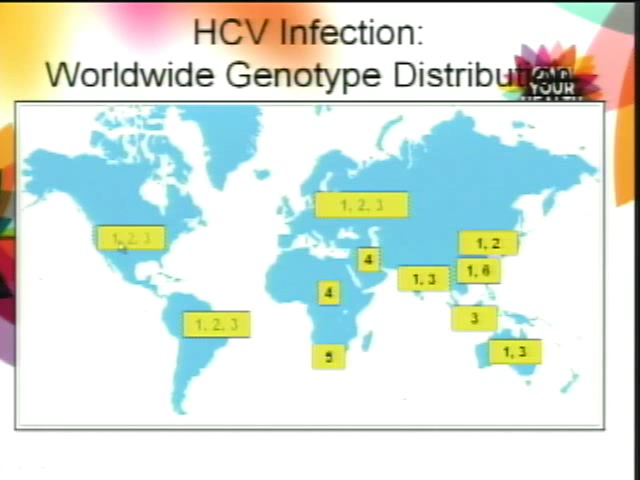 HCV Infection:
Worldwide Genotype Distribut
YOUR
1, 2, 3
1, 2, 3
1, 2
4
1, 3
1, 6
4
1, 2, 3
3
5
1, 3